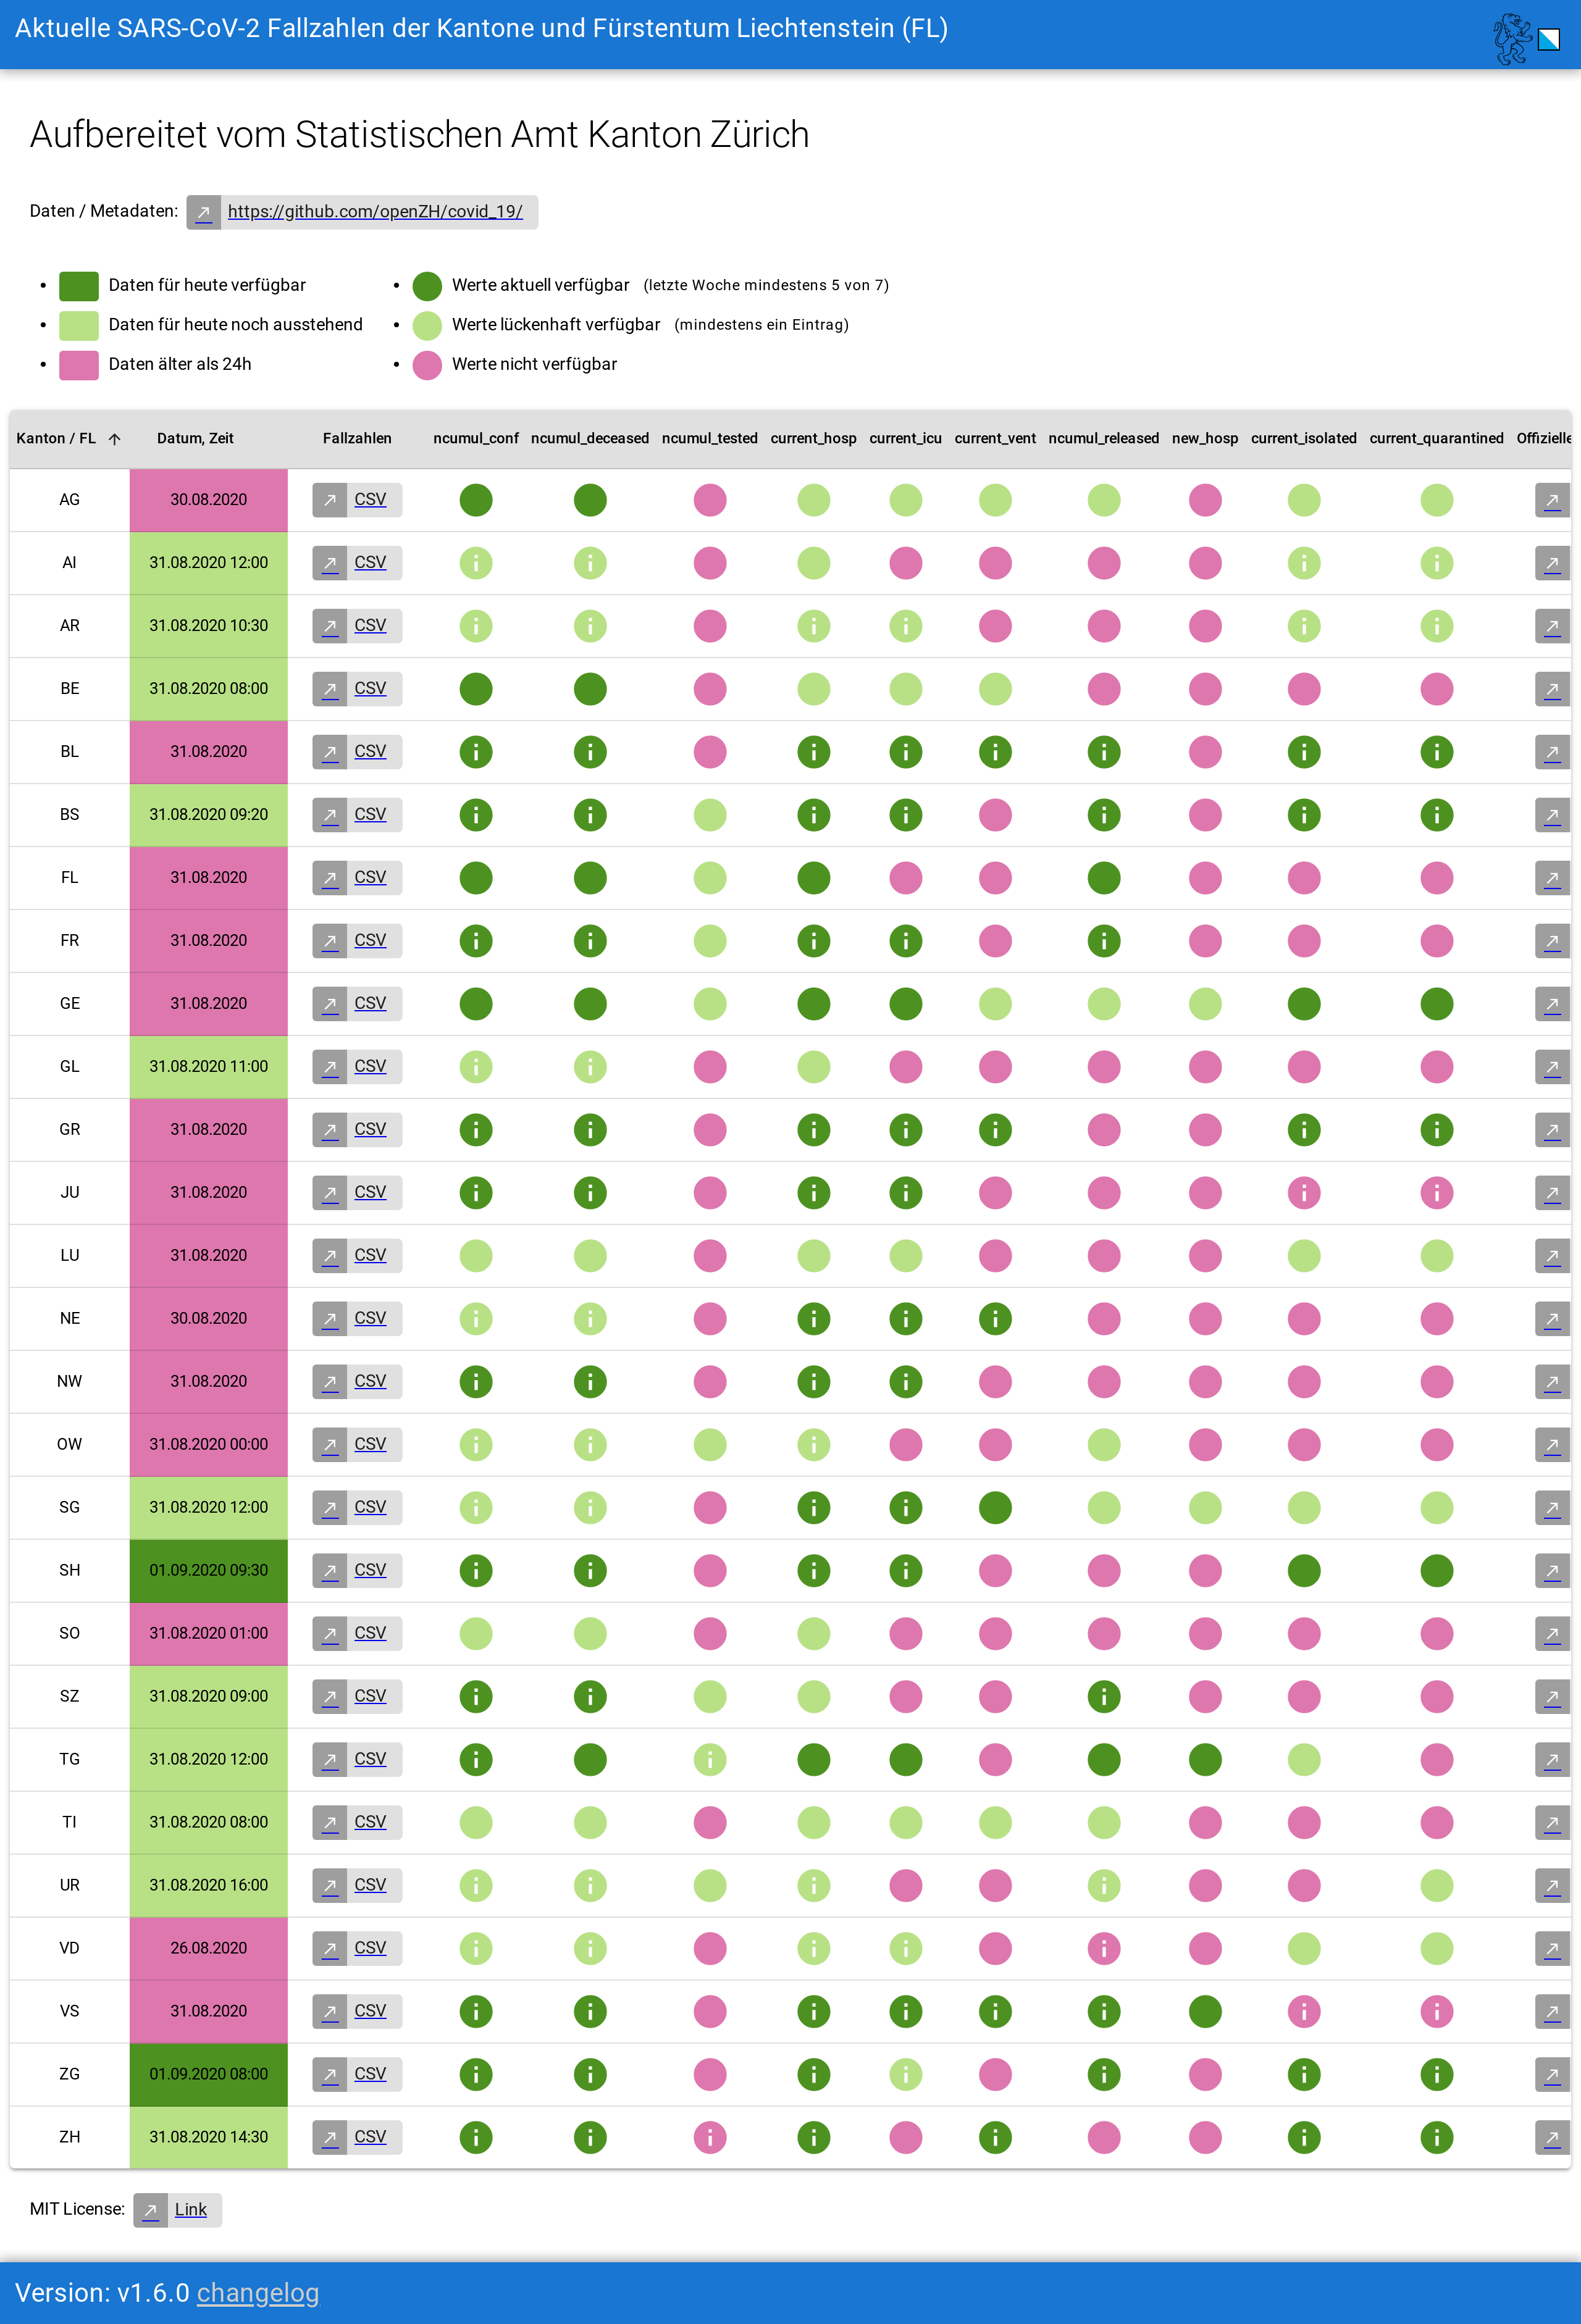 Aktuelle SARS-CoV-2 Fallzahlen der Kantone und Fürstentum Liechtenstein (FL)
Aufbereitet vom Statistischen Amt Kanton Zürich
Daten / Metadaten: https://github.com/openZH/covid_19/
Daten für heute verfügbar
Daten für heute noch ausstehend
Daten älter als 24h
Werte aktuell verfügbar (letzte Woche mindestens 5 von 7)
Werte lückenhaft verfügbar (mindestens ein Eintrag)
Werte nicht verfügbar
Kanton / FL Datum, Zeit Fallzahlen ncumul_conf ncumul_deceased ncumul_tested current_hosp current_icu current_vent ncumul_released new_hosp current_isolated current_quarantined Offizielle
AG 30.08.2020 CSV
AI 31.08.2020 12:00 CSV
AR 31.08.2020 10:30 CSV
BE 31.08.2020 08:00 CSV
BL 31.08.2020 CSV
BS 31.08.2020 09:20 CSV
FL 31.08.2020 CSV
FR 31.08.2020 CSV
GE 31.08.2020 CSV
GL 31.08.2020 11:00 CSV
GR 31.08.2020 CSV
JU 31.08.2020 CSV
LU 31.08.2020 CSV
NE 30.08.2020 CSV
NW 31.08.2020 CSV
OW 31.08.2020 00:00 CSV
SG 31.08.2020 12:00 CSV
SH 01.09.2020 09:30 CSV
SO 31.08.2020 01:00 CSV
SZ 31.08.2020 09:00 CSV
TG 31.08.2020 12:00 CSV
TI 31.08.2020 08:00 CSV
UR 31.08.2020 16:00 CSV
VD 26.08.2020 CSV
VS 31.08.2020 CSV
ZG 01.09.2020 08:00 CSV
ZH 31.08.2020 14:30 CSV
MIT License: Link
Version: v1.6.0 changelog